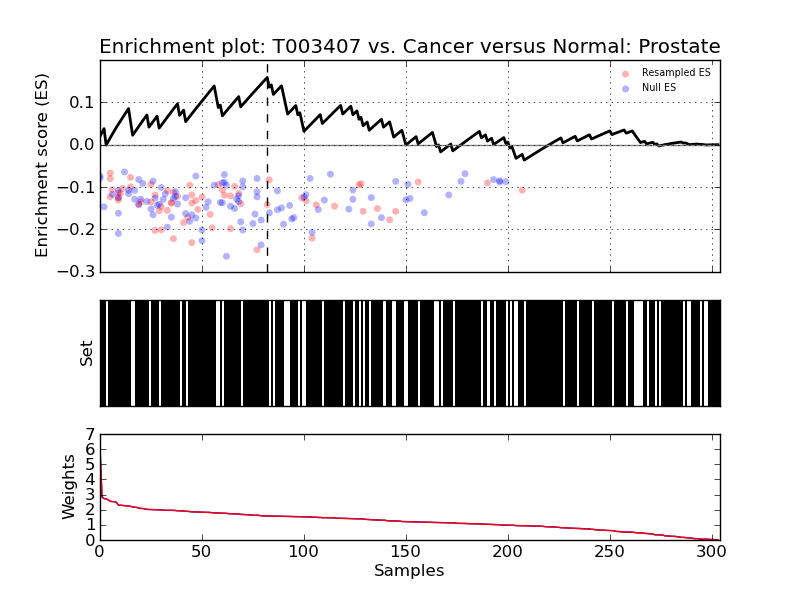 Enrichment plot: T003407 vs. Cancer versus Normal: Prostate
Enrichment score (ES)
0.1
0.0
−0.1
−0.2
−0.3
Resampled ES
Null ES
Set
Weights
7
6
5
4
3
2
1
0
0 50 100 150 200 250 300
Samples